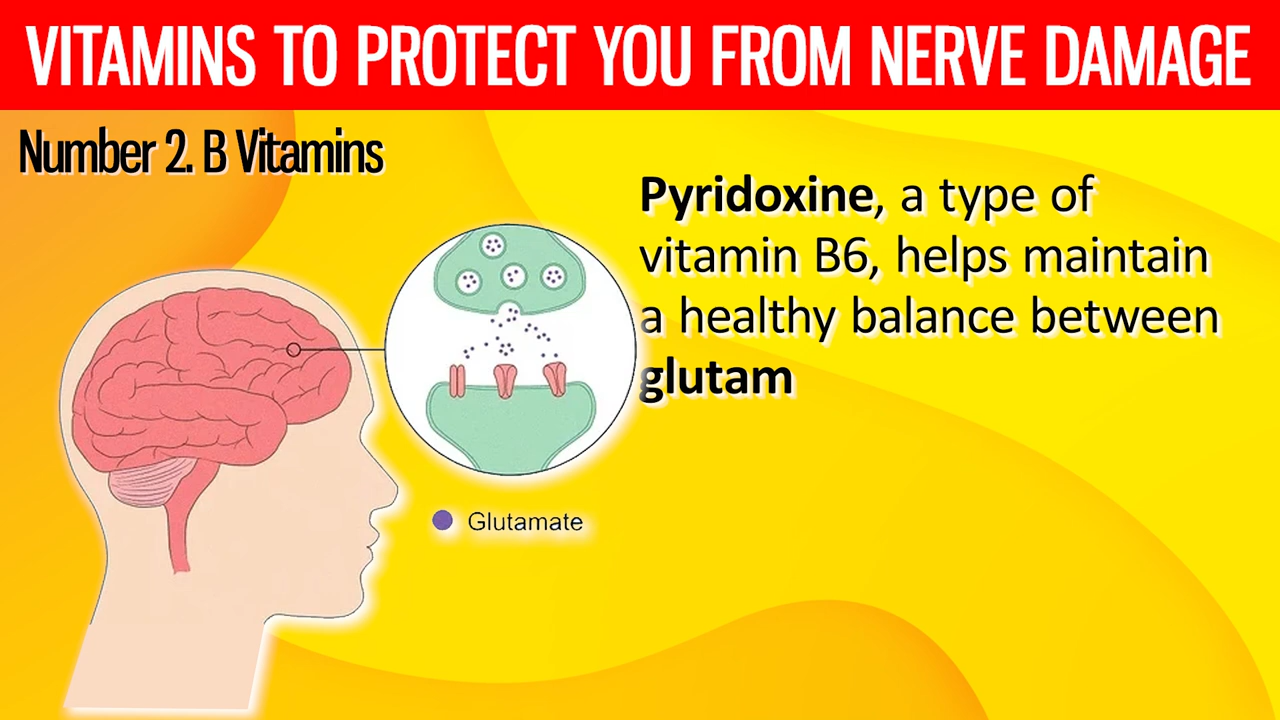 VITAMINS TO PROTECT YOU FROM NERVE DAMAGE
Number 2. B Vitamins
Pyridoxine, a type of
vitamin B6, helps maintain
a healthy balance between
glutam
Glutamate